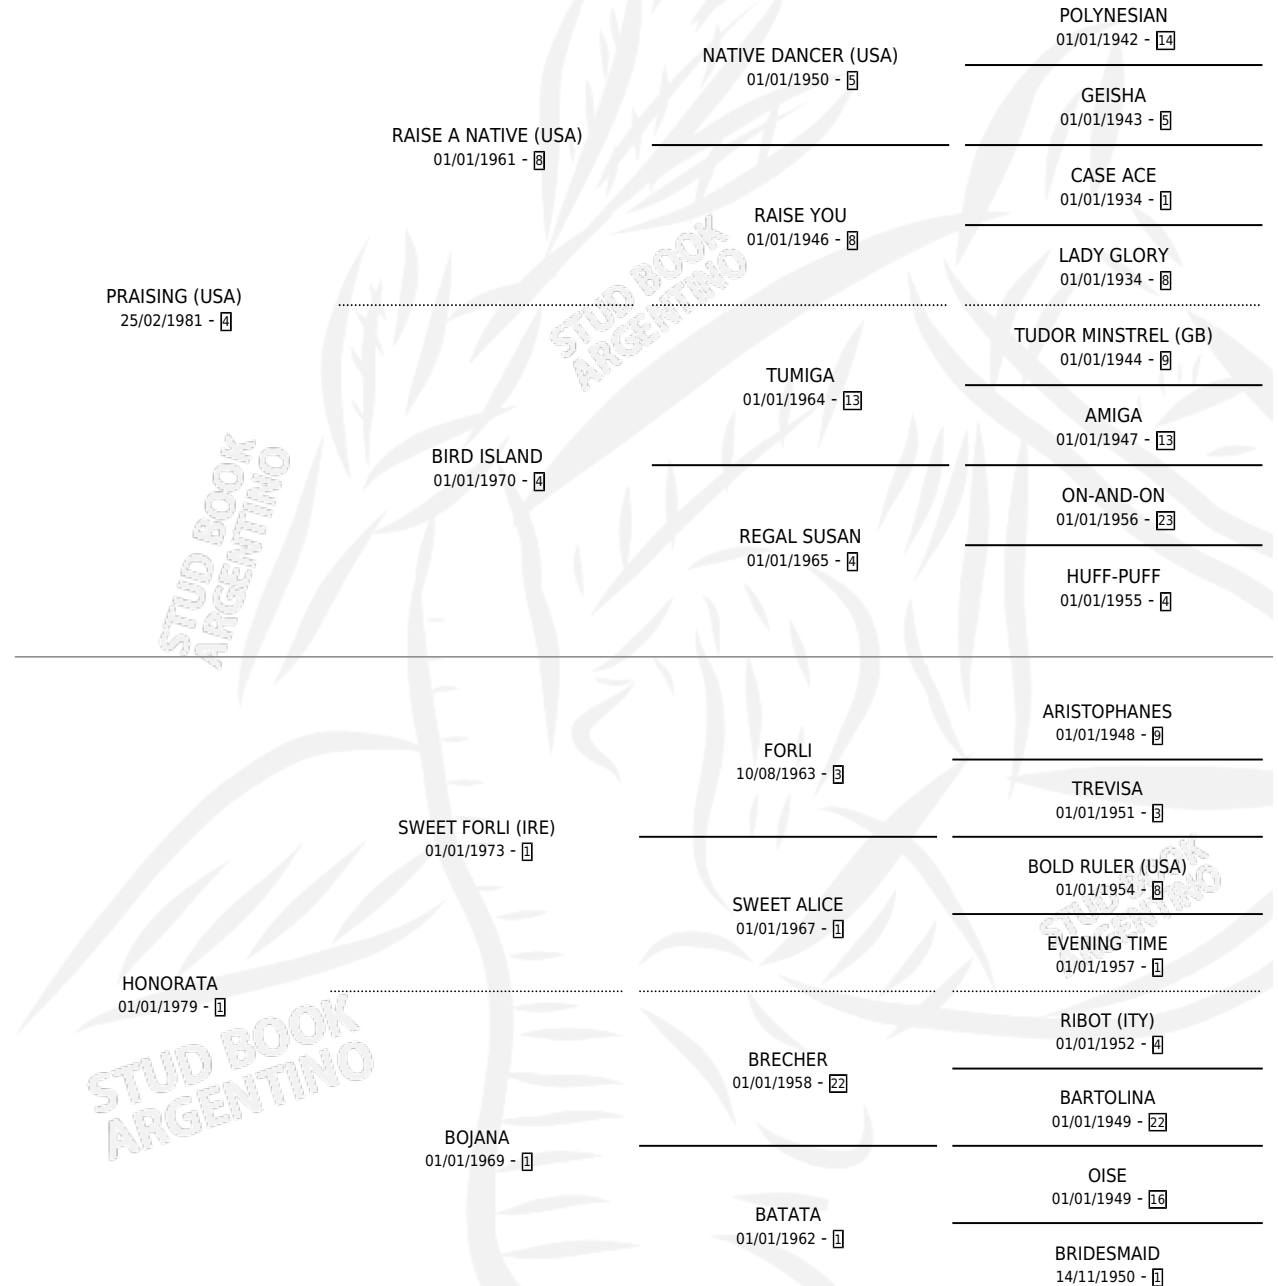 POLYNESIAN
01/01/1942 - 14
NATIVE DANCER (USA)
01/01/1950 - 5
GEISHA
01/01/1943 - 5
RAISE A NATIVE (USA)
01/01/1961 - 8
CASE ACE
01/01/1934 - 1
RAISE YOU
01/01/1946 - 8
LADY GLORY
01/01/1934 - 8
PRAISING (USA)
25/02/1981 - 4
TUDOR MINSTREL (GB)
01/01/1944 - 9
TUMIGA
01/01/1964 - 13
AMIGA
01/01/1947 - 13
BIRD ISLAND
01/01/1970 - 4
ON-AND-ON
01/01/1956 - 23
REGAL SUSAN
01/01/1965 - 4
HUFF-PUFF
01/01/1955 - 4
ARISTOPHANES
01/01/1948 - 9
FORLI
10/08/1963 - 3
TREVISA
01/01/1951 - 3
SWEET FORLI (IRE)
01/01/1973 - 1
BOLD RULER (USA)
01/01/1954 - 8
SWEET ALICE
01/01/1967 - 1
EVENING TIME
01/01/1957 - 1
HONORATA
01/01/1979 - 1
RIBOT (ITY)
01/01/1952 - 4
BRECHER
01/01/1958 - 22
BARTOLINA
01/01/1949 - 22
BOJANA
01/01/1969 - 1
OISE
01/01/1949 - 16
BATATA
01/01/1962 - 1
BRIDESMAID
14/11/1950 - 1
STUD BOOK
ARGENTINO
STUD BOOK
ARGENTINO
STUD BOOK
ARGENTINO
STUD BOOK
ARGENTINO